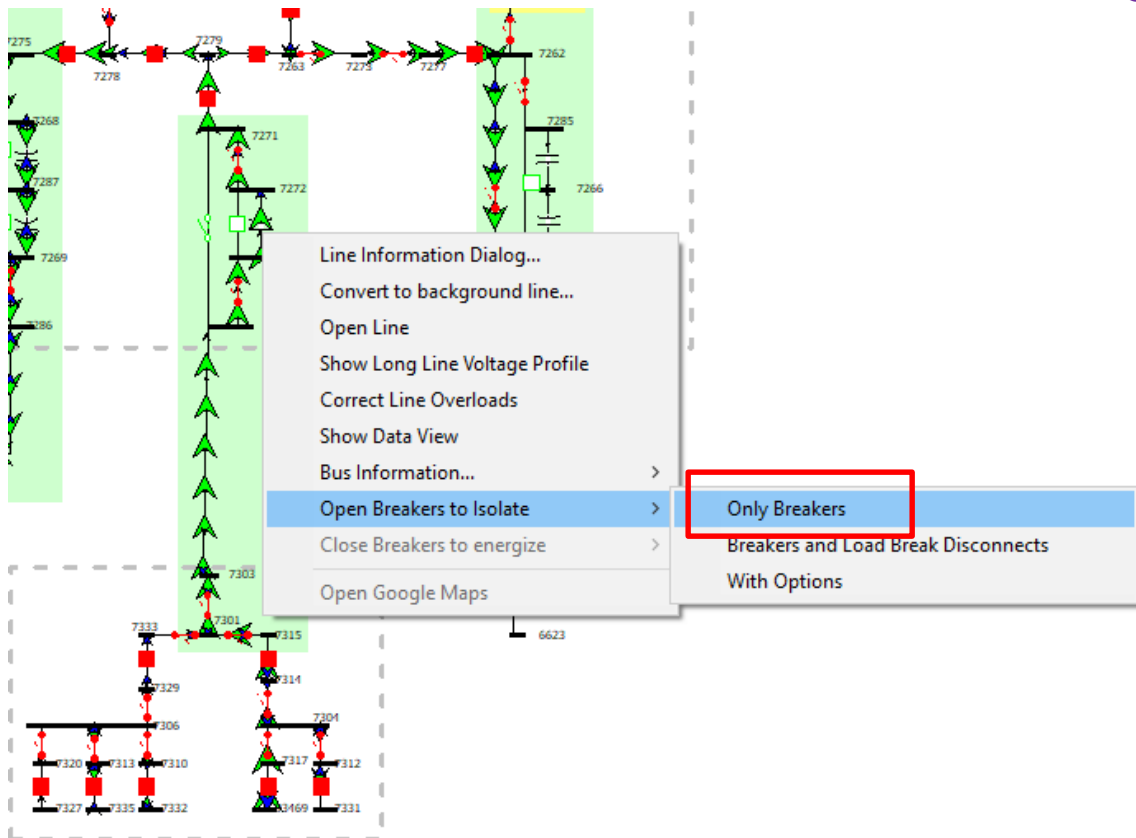 7275
7279
7278
7263
7273
7277
7262
7268
7271
7285
7287
7272
7266
7269
7286
Line Information Dialog...
Convert to background line...
Open Line
Show Long Line Voltage Profile
Correct Line Overloads
Show Data View
Bus Information...
Open Breakers to Isolate
Only Breakers
Close Breakers to energize
Breakers and Load Break Disconnects
With Options
Open Google Maps
7303
7301
7333
7315
6623
7329
7314
7306
7304
7320
7313
7310
7317
7312
7327
7335
7332
3469
7331